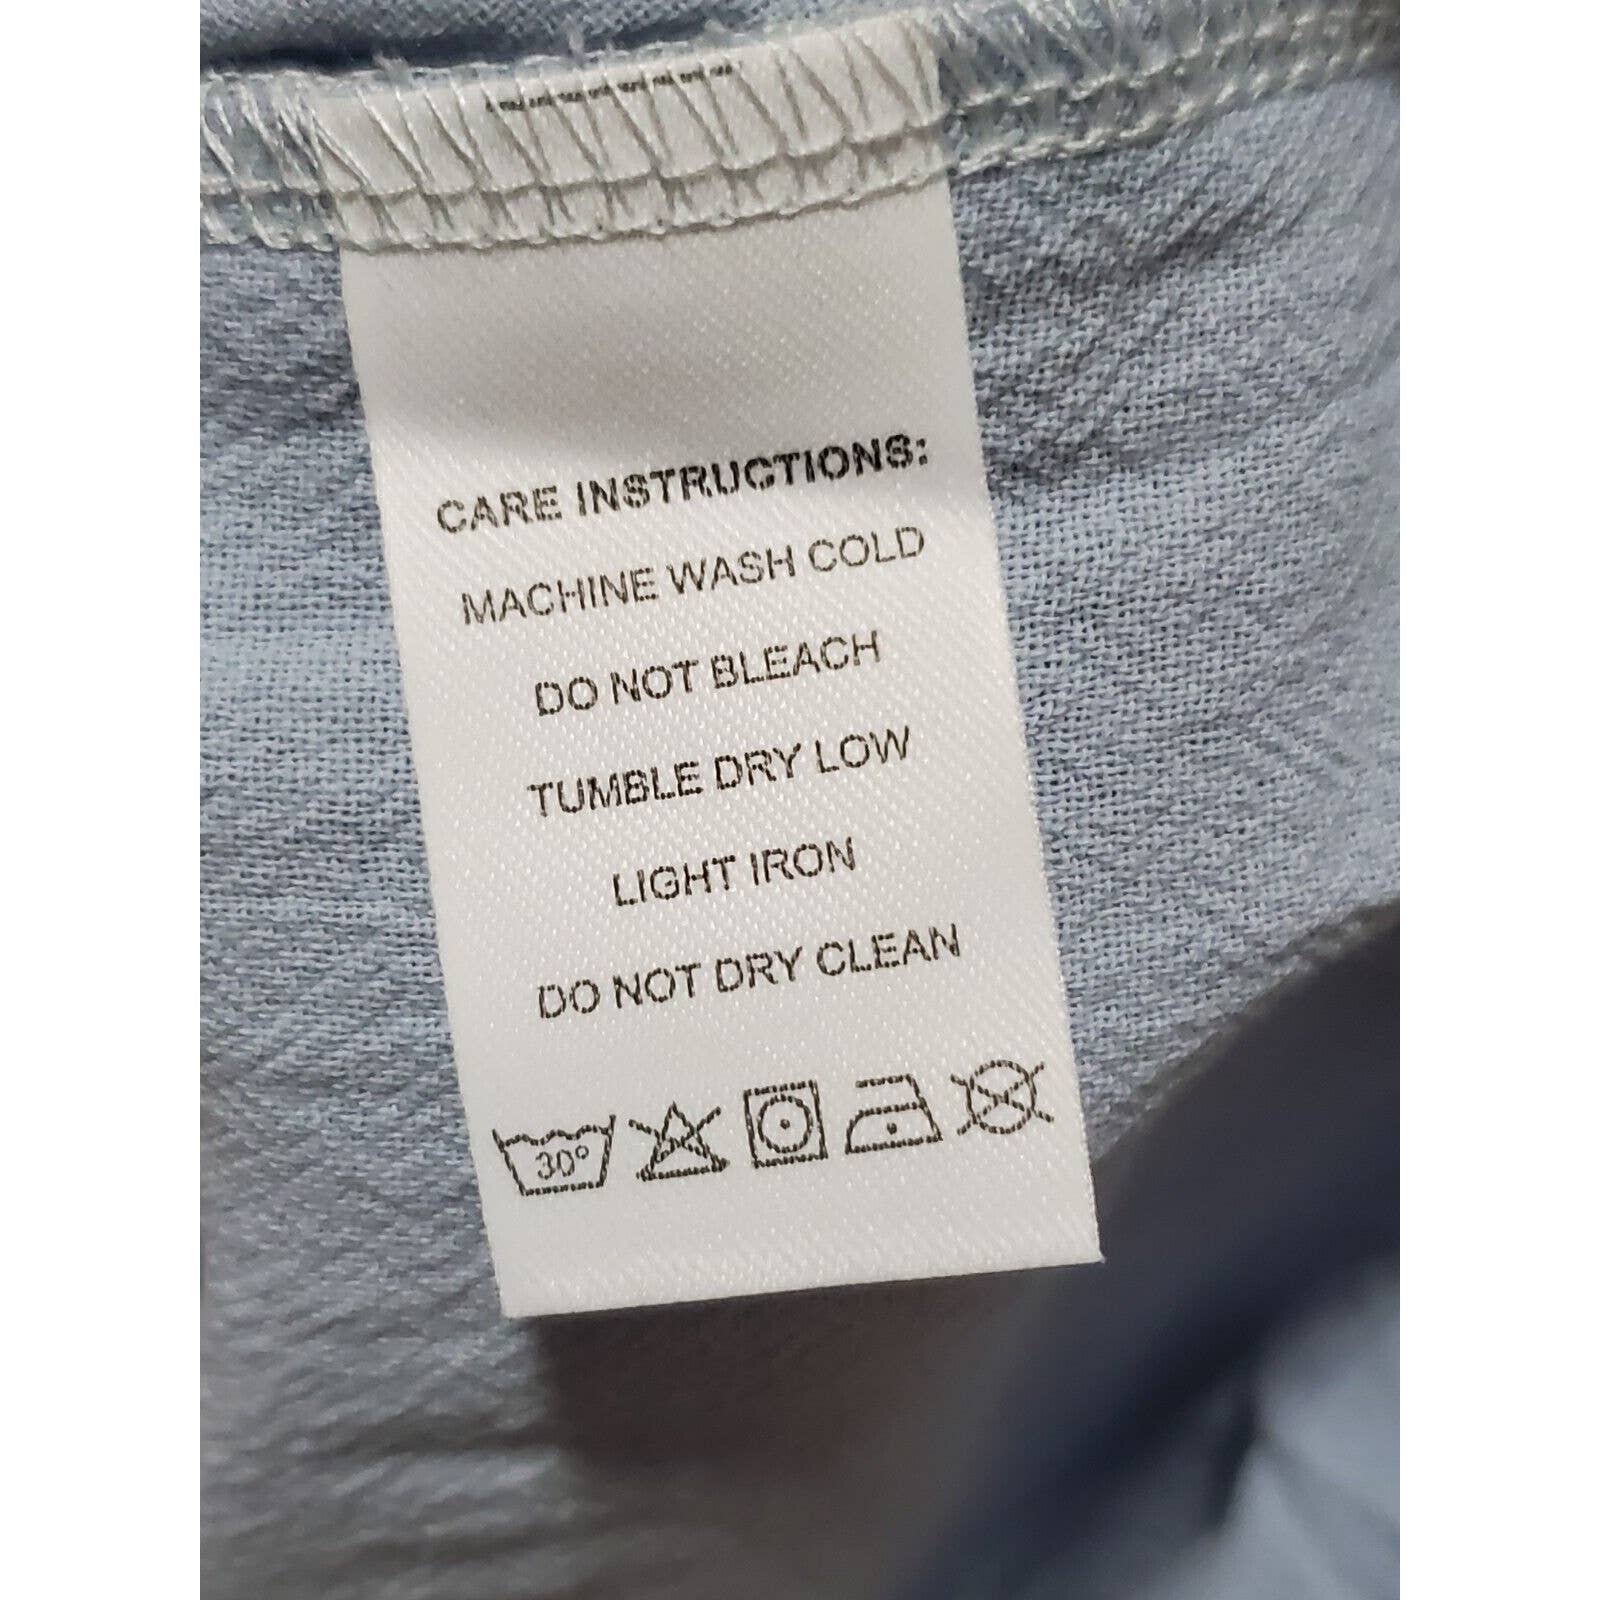 CARE INSTRUCTIONS:
MACHINE WASH COLD
DO NOT BLEACH
TUMBLE DRY LOW
LIGHT IRON
DO NOT DRY CLEAN
30°